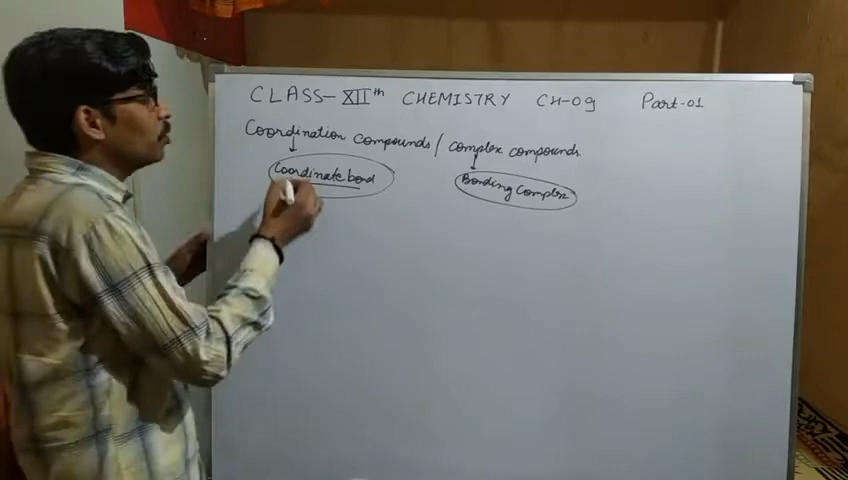 CLASS-XIIth CHEMISTRY CH-09 Part-01
Coordination compounds/ complex compounds.
Coordinate bond Bonding Complex